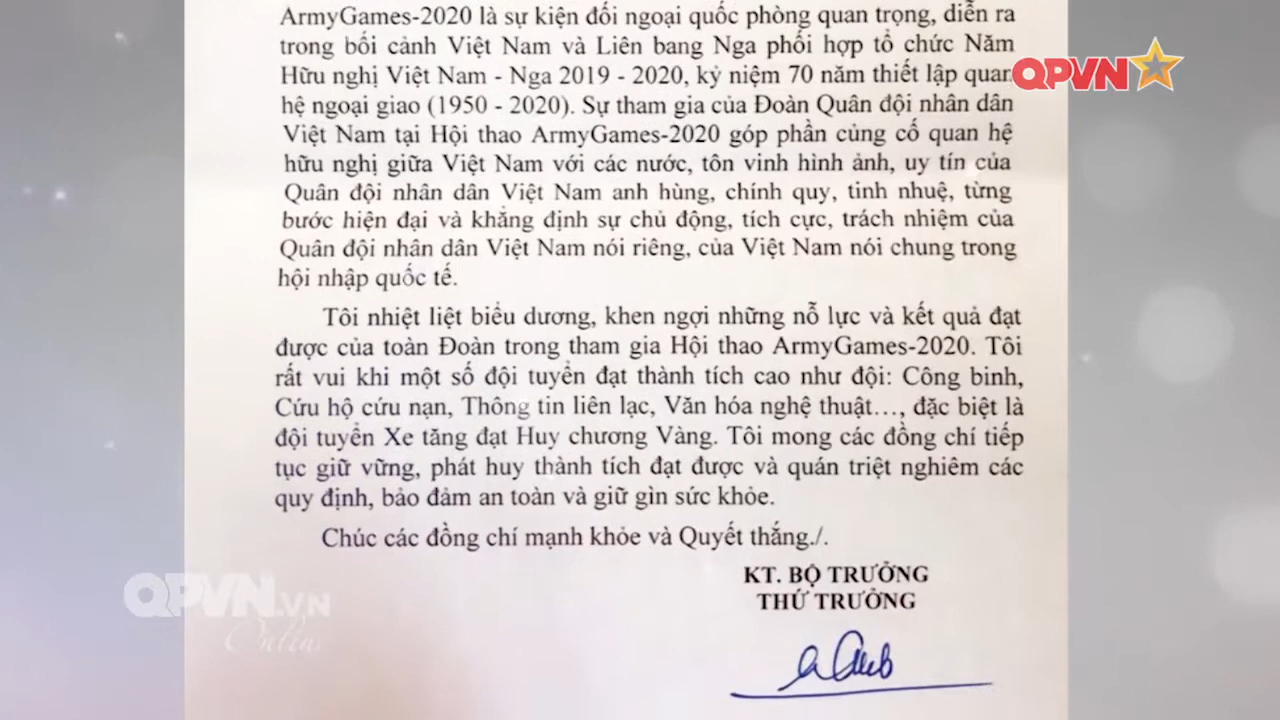 ArmyGames-2020 là sự kiện đối ngoại quốc phòng quan trọng, diễn ra
trong bối cảnh Việt Nam và Liên bang Nga phối hợp tổ chức Năm
Hữu nghị Việt Nam - Nga 2019 - 2020, kỷ niệm 70 năm thiết lập quan
hệ ngoại giao (1950 - 2020). Sự tham gia của Đoàn Quân đội nhân dân
Việt Nam tại Hội thao ArmyGames-2020 góp phần củng cố quan hệ
hữu nghị giữa Việt Nam với các nước, tôn vinh hình ảnh, uy tín của
Quân đội nhân dân Việt Nam anh hùng, chính quy, tinh nhuệ, từng
bước hiện đại và khẳng định sự chủ động, tích cực, trách nhiệm của
Quân đội nhân dân Việt Nam nói riêng, của Việt Nam nói chung trong
hội nhập quốc tế.
Tôi nhiệt liệt biểu dương, khen ngợi những nỗ lực và kết quả đạt
được của toàn Đoàn trong tham gia Hội thao ArmyGames-2020. Tôi
rất vui khi một số đội tuyển đạt thành tích cao như đội: Công binh,
Cứu hộ cứu nạn, Thông tin liên lạc, Văn hóa nghệ thuật…, đặc biệt là
đội tuyển Xe tăng đạt Huy chương Vàng. Tôi mong các đồng chí tiếp
tục giữ vững, phát huy thành tích đạt được và quán triệt nghiêm các
quy định, bảo đảm an toàn và giữ gìn sức khỏe.
Chúc các đồng chí mạnh khỏe và Quyết thắng./.
KT. BỘ TRƯỞNG
THỨ TRƯỞNG
QPVN
QPVN.VN
Online